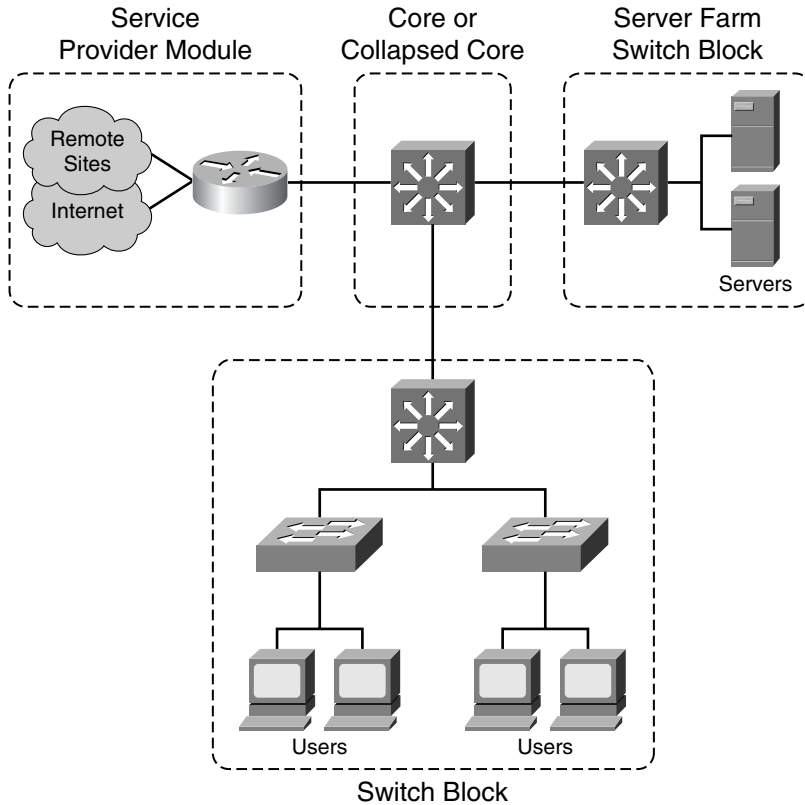 Service
Provider Module
Core or
Collapsed Core
Server Farm
Switch Block
Remote
Sites
Internet
Servers
Users
Users
Switch Block